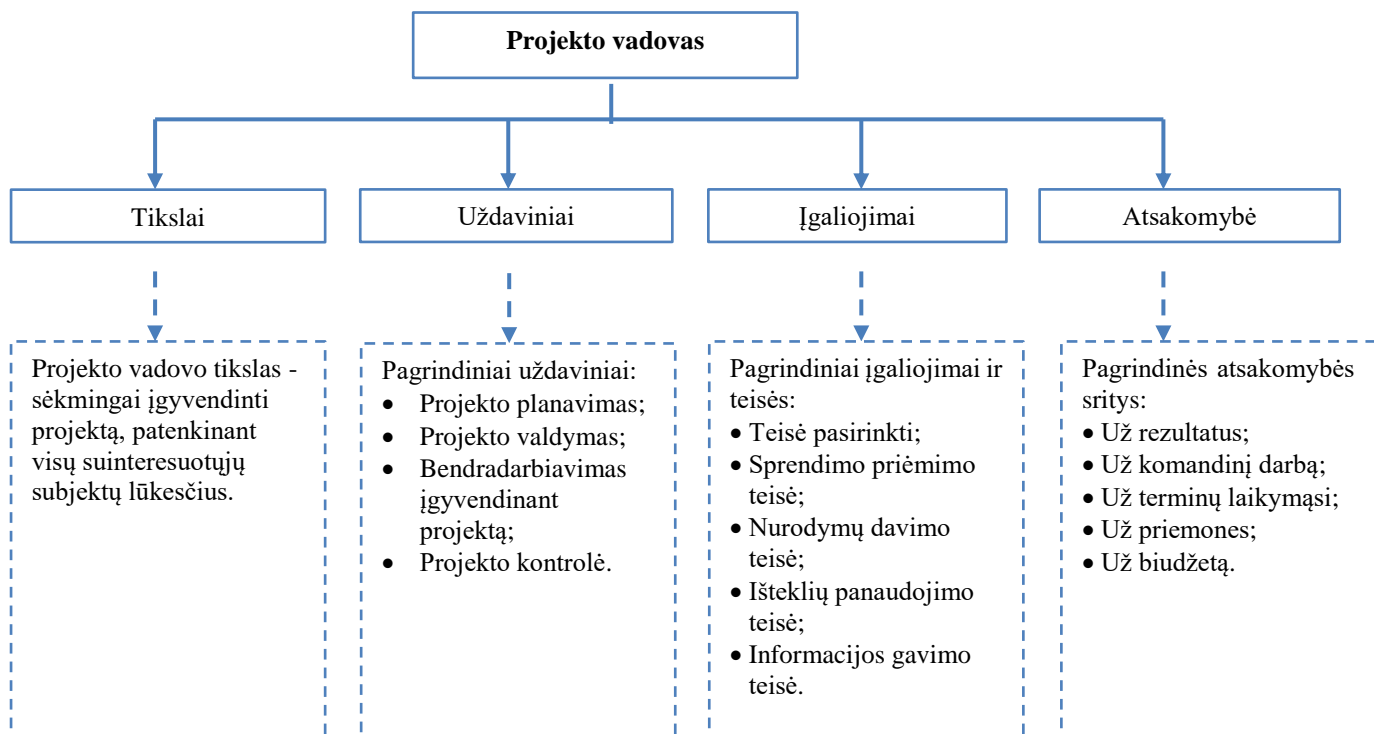 Projekto vadovas
Tikslai
Uždaviniai
Įgaliojimai
Atsakomybė
Projekto vadovo tikslas -
sėkmingai įgyvendinti
projektą, patenkinant
visų suinteresuotųjų
subjektų lūkesčius.
Pagrindiniai uždaviniai:
• Projekto planavimas;
• Projekto valdymas;
• Bendradarbiavimas
įgyvendinant
projektą;
• Projekto kontrolė.
Pagrindiniai įgaliojimai ir
teisės:
• Teisė pasirinkti;
• Sprendimo priėmimo
teisė;
• Nurodymų davimo
teisė;
• Išteklių panaudojimo
teisė;
• Informacijos gavimo
teisė.
Pagrindinės atsakomybės
sritys:
• Už rezultatus;
• Už komandinį darbą;
• Už terminų laikymąsi;
• Už priemones;
• Už biudžetą.